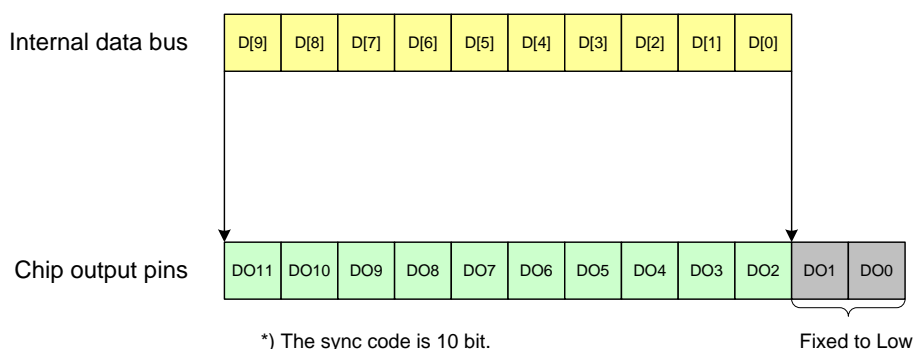 Internal data bus D[9] D[8] D[7] D[6] D[5] D[4] D[3] D[2] D[1] D[0]
Chip output pins DO11 DO10 DO9 DO8 DO7 DO6 DO5 DO4 DO3 DO2 DO1 DO0
*) The sync code is 10 bit. Fixed to Low